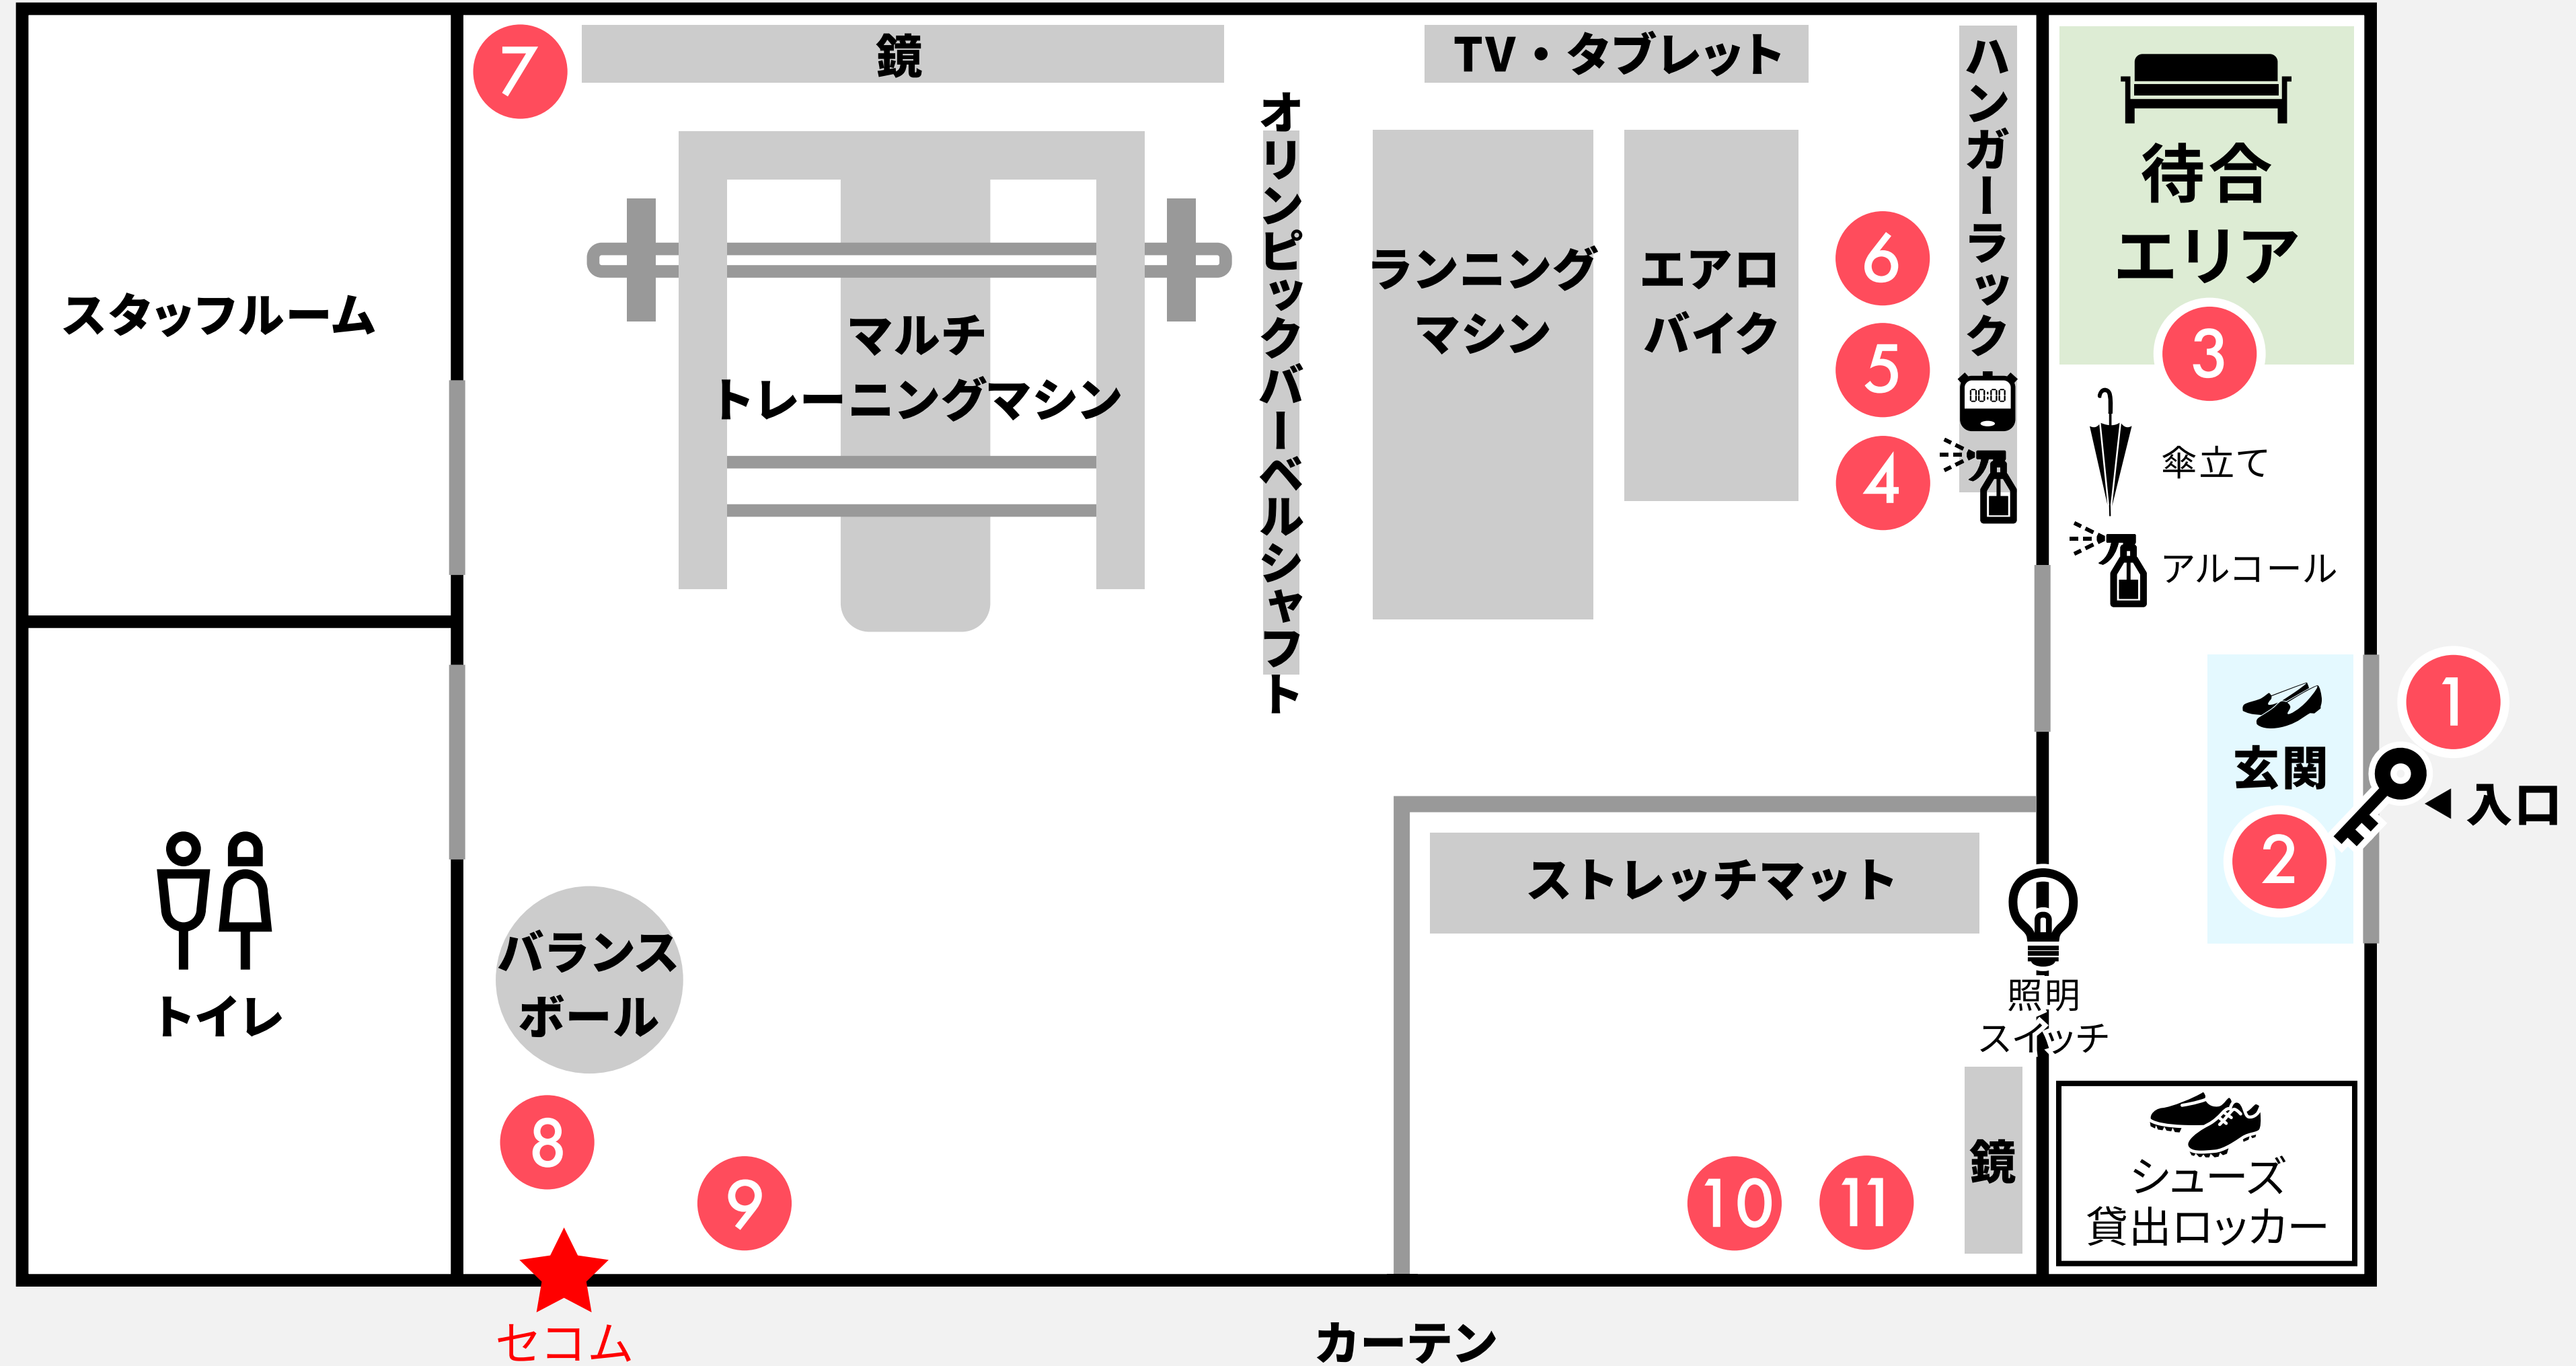 7
鏡
TV・タブレット
ハンガーラック
待合
エリア
3
オリンピックバーベルシャフト
ランニング
マシン
エアロ
バイク
6
5
4
00:00
スタッフルーム
マルチ
トレーニングマシン
傘立て
アルコール
1
玄関
入口
2
ストレッチマット
照明
スイッチ
トイレ
バランス
ボール
8
9
10
11
鏡
シューズ
貸出ロッカー
セコム
カーテン